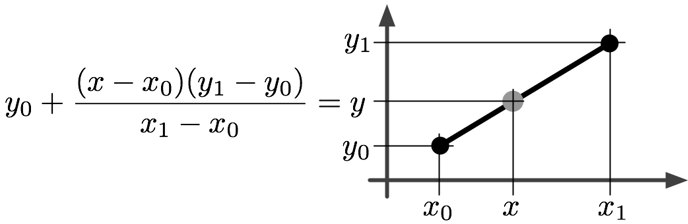 y₁
y₀ + (x − x₀)(y₁ − y₀) / x₁ − x₀ = y
y₀
x₀ x x₁